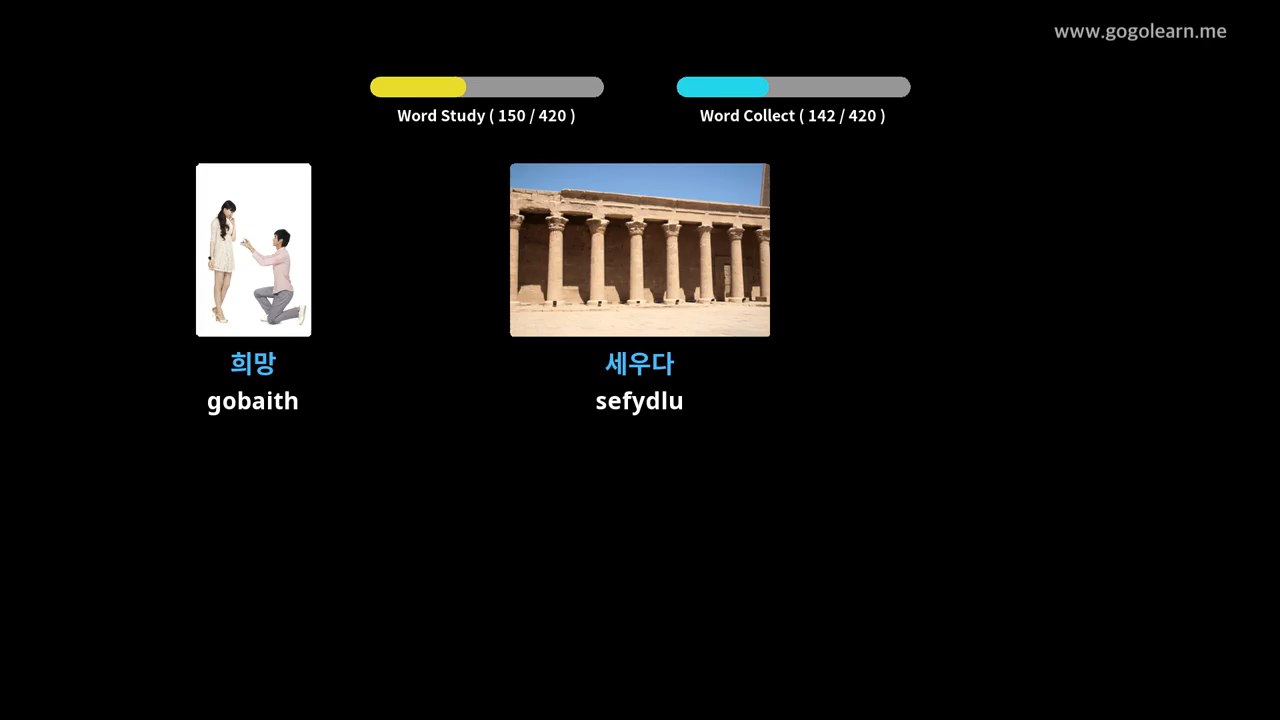 www.gogolearn.me
Word Study ( 150 / 420 )
Word Collect ( 142 / 420 )
희망
gobaith
세우다
sefydlu